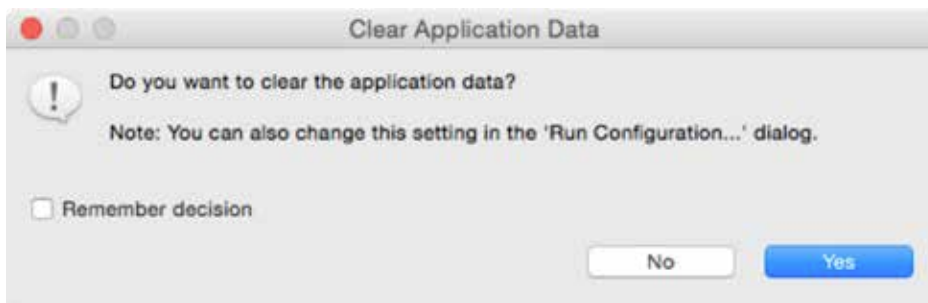 Clear Application Data
Do you want to clear the application data?
Note: You can also change this setting in the 'Run Configuration...' dialog.
Remember decision
No
Yes